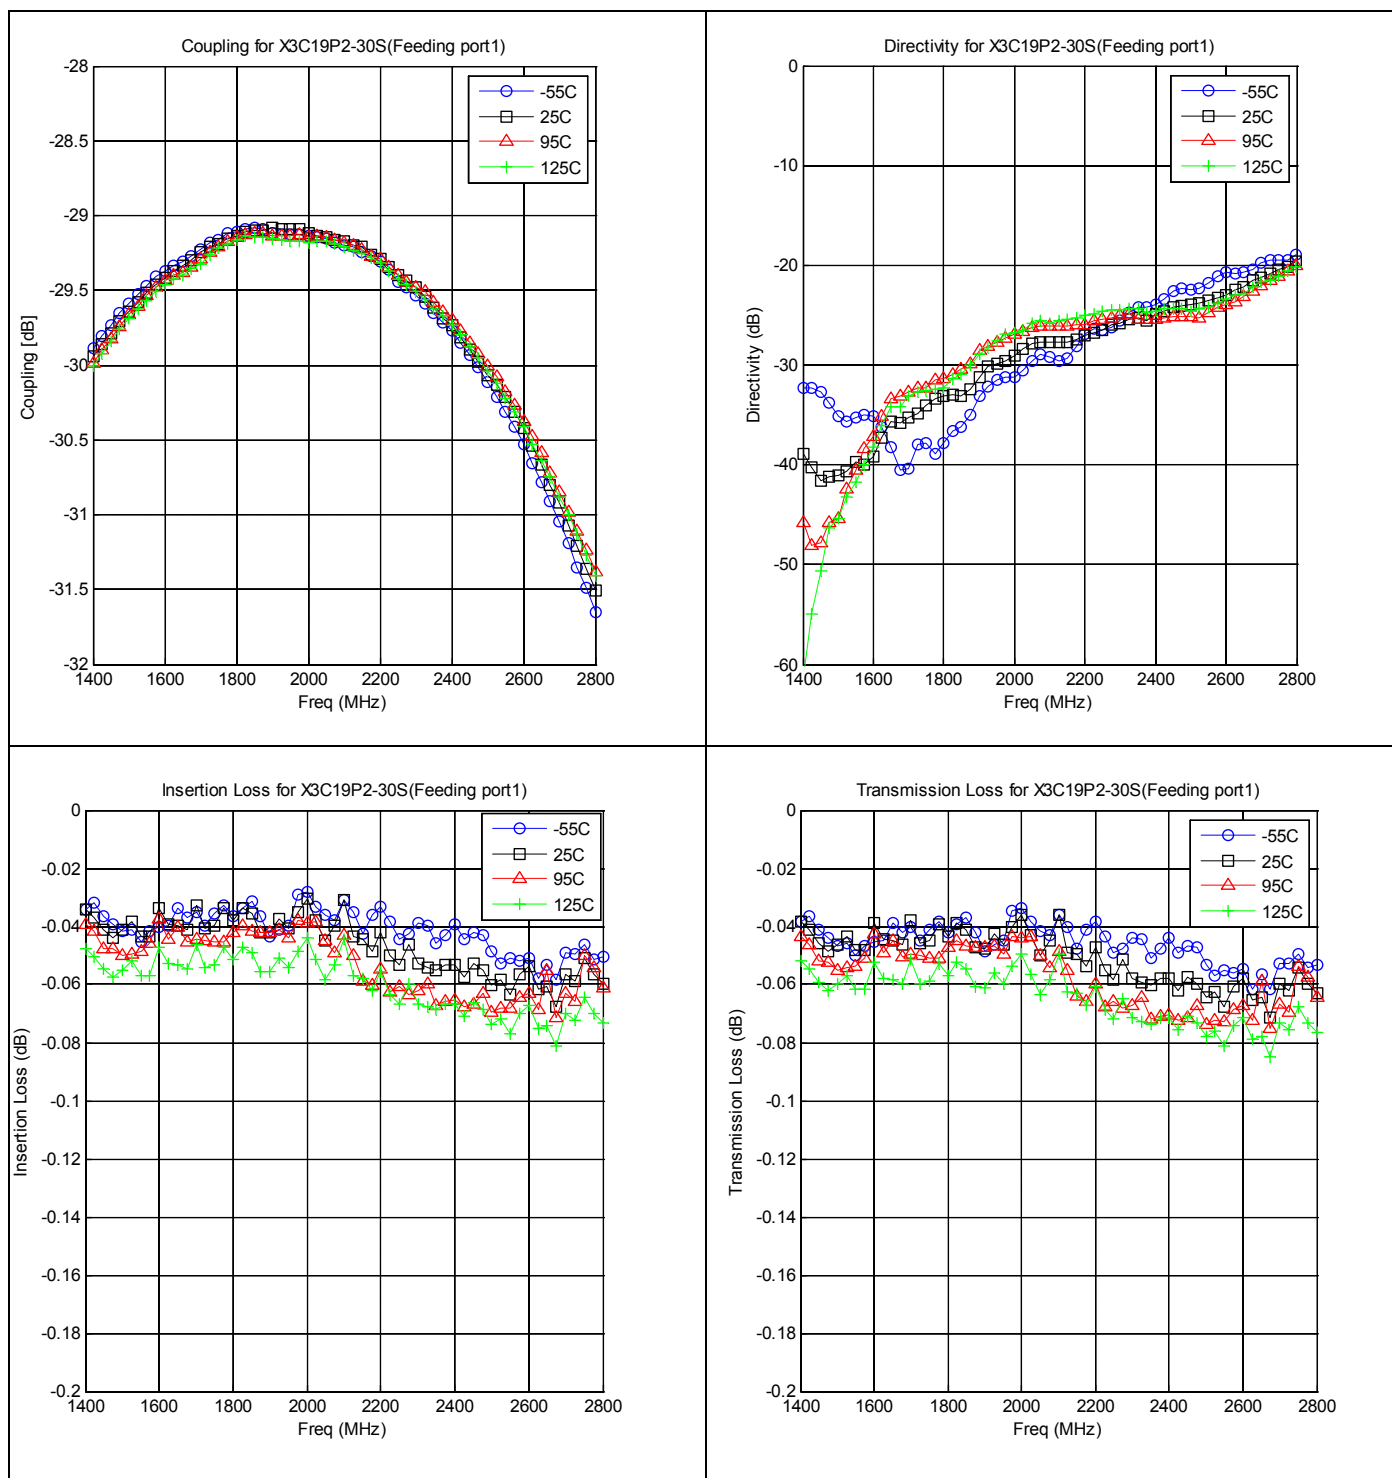 Coupling for X3C19P2-30S(Feeding port1)
-28
-28.5
-29
-29.5
-30
-30.5
-31
-31.5
-32
Coupling [dB]
-55C
25C
95C
125C
1400 1600 1800 2000 2200 2400 2600 2800
Freq (MHz)
Directivity for X3C19P2-30S(Feeding port1)
0
-10
-20
-30
-40
-50
-60
Directivity (dB)
-55C
25C
95C
125C
1400 1600 1800 2000 2200 2400 2600 2800
Freq (MHz)
Insertion Loss for X3C19P2-30S(Feeding port1)
0
-0.02
-0.04
-0.06
-0.08
-0.1
-0.12
-0.14
-0.16
-0.18
-0.2
Insertion Loss (dB)
-55C
25C
95C
125C
1400 1600 1800 2000 2200 2400 2600 2800
Freq (MHz)
Transmission Loss for X3C19P2-30S(Feeding port1)
0
-0.02
-0.04
-0.06
-0.08
-0.1
-0.12
-0.14
-0.16
-0.18
-0.2
Transmission Loss (dB)
-55C
25C
95C
125C
1400 1600 1800 2000 2200 2400 2600 2800
Freq (MHz)